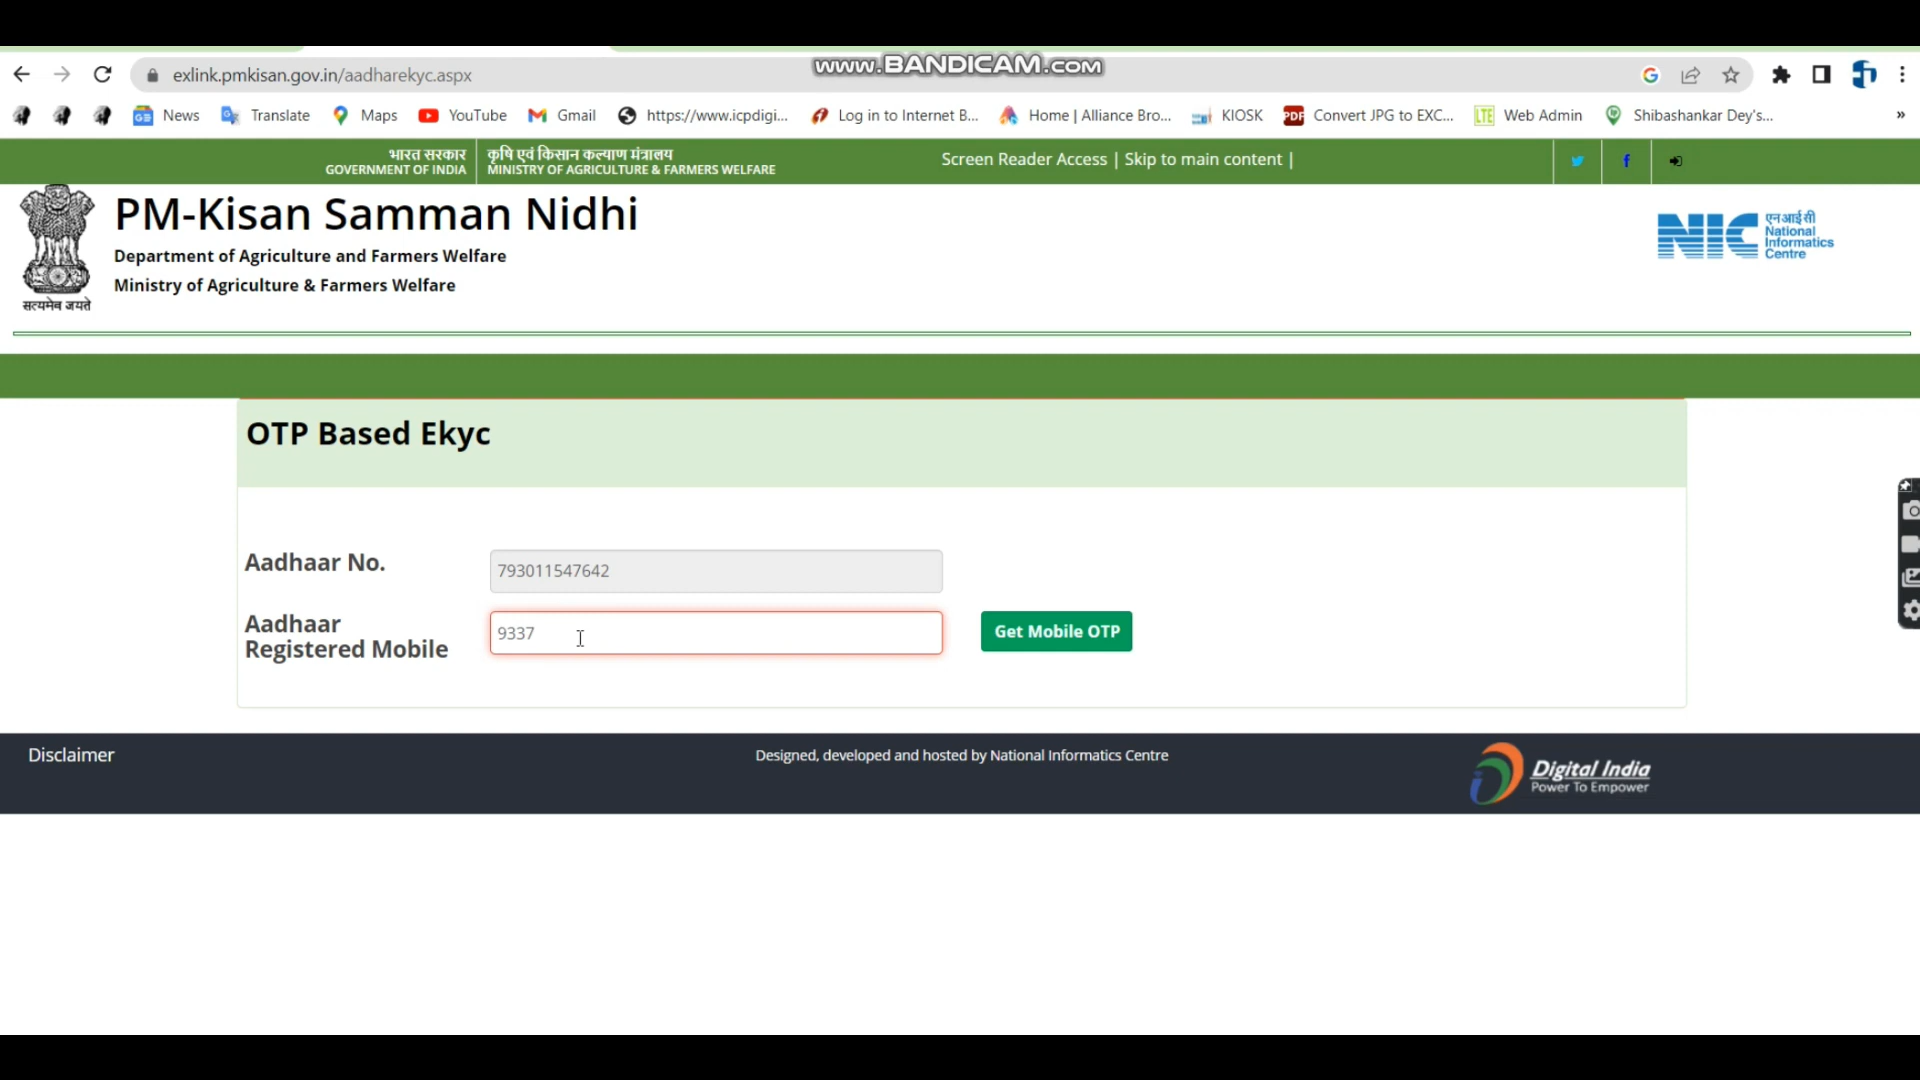 www.BANDICAM.com
exlink.pmkisan.gov.in/aadharekyc.aspx
News Translate Maps YouTube Gmail https://www.icpdigi... Log in to Internet B... Home | Alliance Bro... KIOSK PDF Convert JPG to EXC... LTE Web Admin Shibashankar Dey's... »
भारत सरकार
GOVERNMENT OF INDIA
कृषि एवं किसान कल्याण मंत्रालय
MINISTRY OF AGRICULTURE & FARMERS WELFARE
Screen Reader Access | Skip to main content |
PM-Kisan Samman Nidhi
Department of Agriculture and Farmers Welfare
Ministry of Agriculture & Farmers Welfare
सत्यमेव जयते
NIC
एन आई सी
National
Informatics
Centre
OTP Based Ekyc
Aadhaar No. 793011547642
Aadhaar
Registered Mobile
9337
Get Mobile OTP
Disclaimer
Designed, developed and hosted by National Informatics Centre
Digital India
Power To Empower